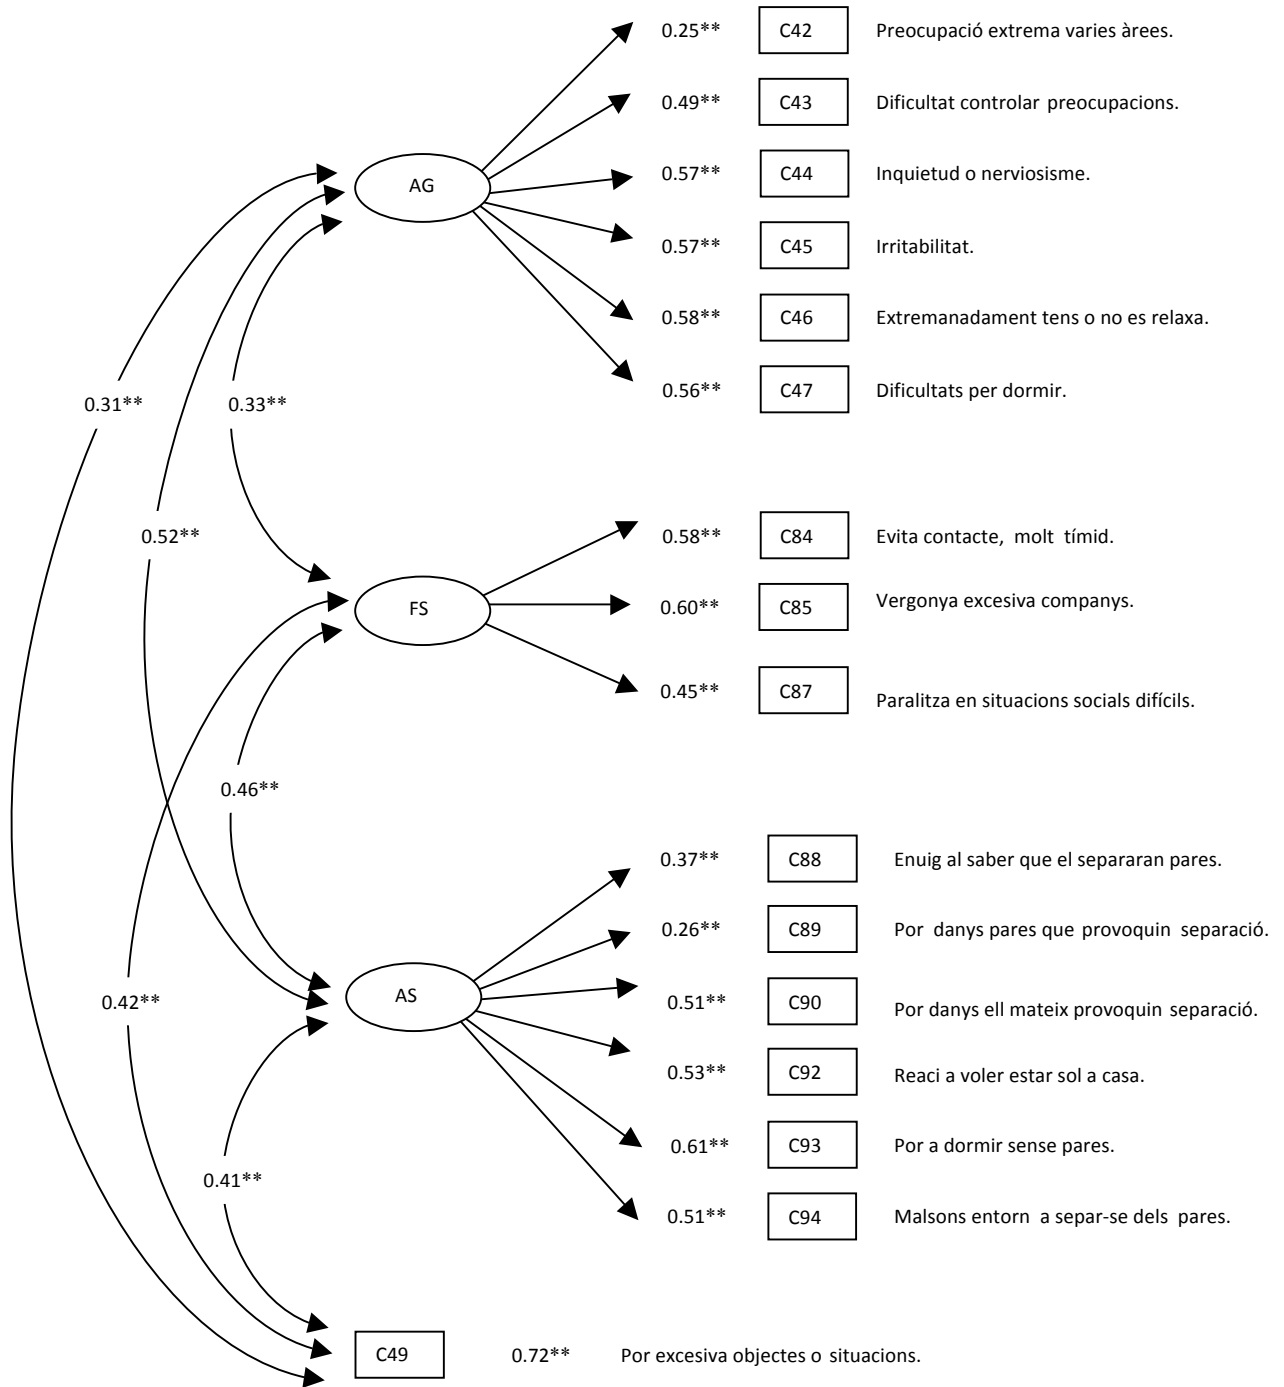 0.25** C42 Preocupació extrema varies àrees.
0.49** C43 Dificultat controlar preocupacions.
0.57** C44 Inquietud o nerviosisme.
AG
0.57** C45 Irritabilitat.
0.58** C46 Extremanadament tens o no es relaxa.
0.56** C47 Dificultats per dormir.
0.31** 0.33**
0.52**
0.58** C84 Evita contacte, molt tímid.
FS
0.60** C85 Vergonya excesiva companys.
0.45** C87 Paralitza en situacions socials difícils.
0.46**
0.37** C88 Enuig al saber que el separaran pares.
0.26** C89 Por danys pares que provoquin separació.
AS
0.42**
0.51** C90 Por danys ell mateix provoquin separació.
0.53** C92 Reaci a voler estar sol a casa.
0.61** C93 Por a dormir sense pares.
0.41**
0.51** C94 Malsons entorn a separ-se dels pares.
C49 0.72** Por excesiva objectes o situacions.